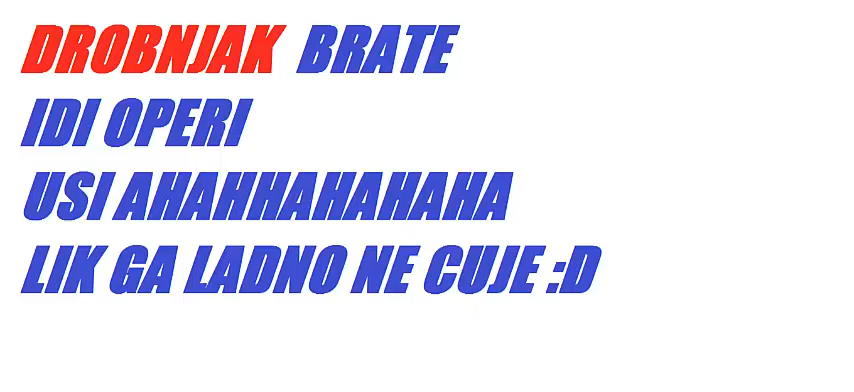 DROBNJAK BRATE
IDI OPERI
USI AHAHHAHAHAHA
LIK GA LADNO NE CUJE :D